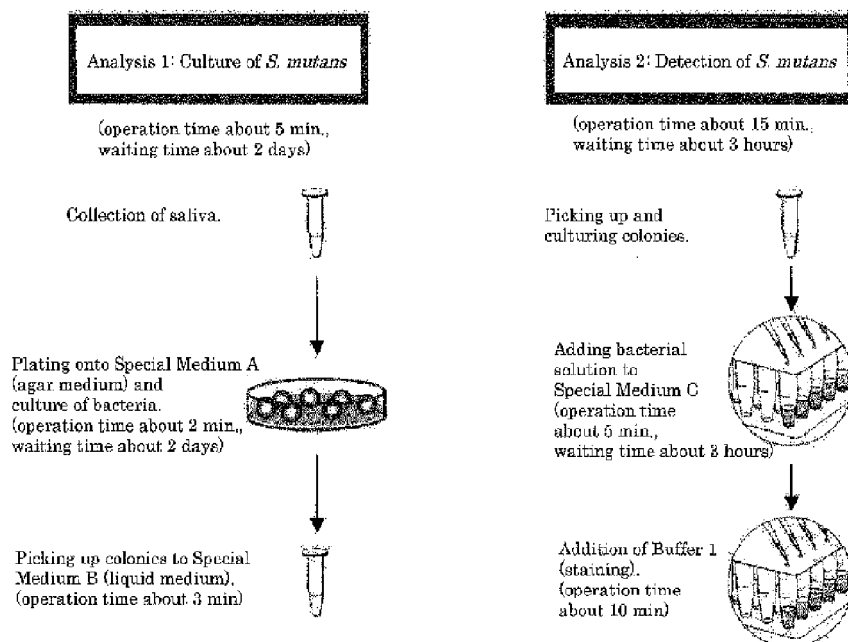 Analysis 1: Culture of S. mutans
(operation time about 5 min.,
waiting time about 2 days)
Collection of saliva.
Plating onto Special Medium A
(agar medium) and
culture of bacteria.
(operation time about 2 min.,
waiting time about 2 days)
Picking up colonies to Special
Medium B (liquid medium).
(operation time about 3 min)
Analysis 2: Detection of S. mutans
(operation time about 15 min.,
waiting time about 3 hours)
Picking up and
culturing colonies.
Adding bacterial
solution to
Special Medium C
(operation time
about 5 min.,
waiting time about 3 hours)
Addition of Buffer 1
(staining).
(operation time
about 10 min)